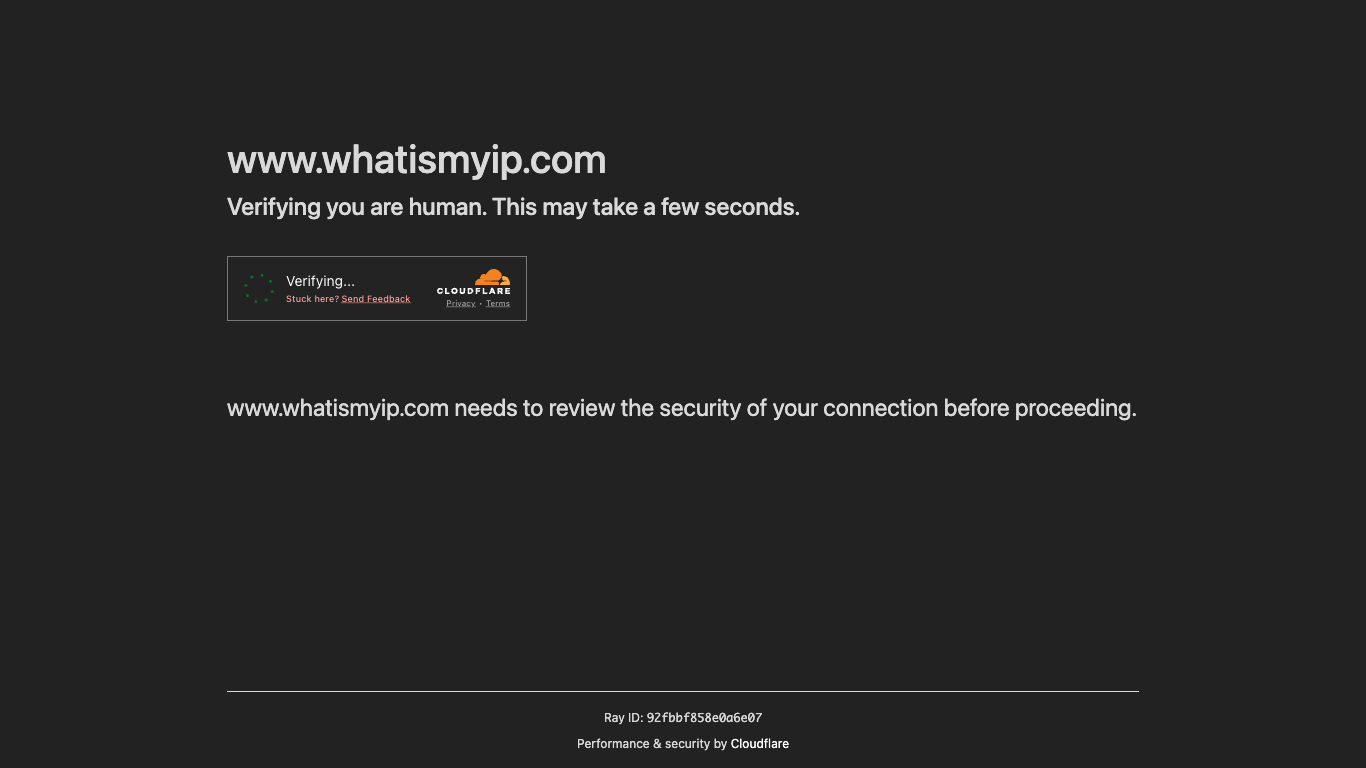 www.whatismyip.com
Verifying you are human. This may take a few seconds.
Verifying...
Stuck here? Send Feedback
CLOUDFLARE
Privacy • Terms
www.whatismyip.com needs to review the security of your connection before proceeding.
Ray ID: 92fbbf858e0a6e07
Performance & security by Cloudflare